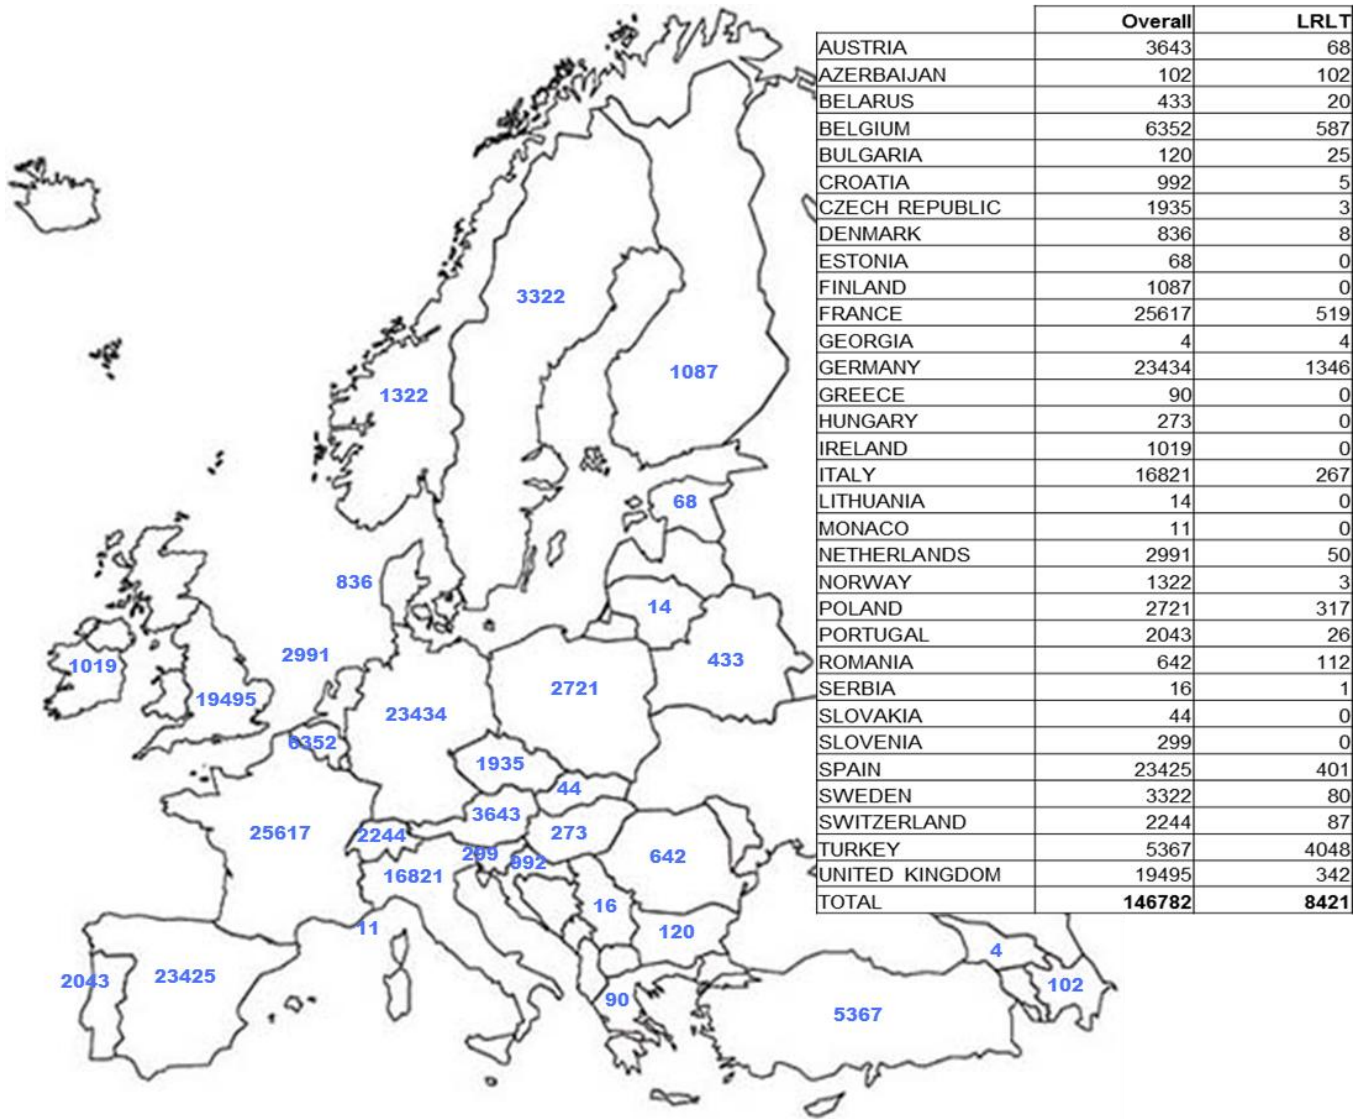 Overall LRLT
AUSTRIA 3643 68
AZERBAIJAN 102 102
BELARUS 433 20
BELGIUM 6352 587
BULGARIA 120 25
CROATIA 992 5
CZECH REPUBLIC 1935 3
DENMARK 836 8
ESTONIA 68 0
FINLAND 1087 0
FRANCE 25617 519
GEORGIA 4 4
GERMANY 23434 1346
GREECE 90 0
HUNGARY 273 0
IRELAND 1019 0
ITALY 16821 267
LITHUANIA 14 0
MONACO 11 0
NETHERLANDS 2991 50
NORWAY 1322 3
POLAND 2721 317
PORTUGAL 2043 26
ROMANIA 642 112
SERBIA 16 1
SLOVAKIA 44 0
SLOVENIA 299 0
SPAIN 23425 401
SWEDEN 3322 80
SWITZERLAND 2244 87
TURKEY 5367 4048
UNITED KINGDOM 19495 342
TOTAL 146782 8421
3322
1087
1322
68
836
14
2991
1019
433
2721
19495
23434
6352
1935
44
3643
25617
2244
273
299
992
642
16821
16
11
120
4
2043
23425
102
90
5367